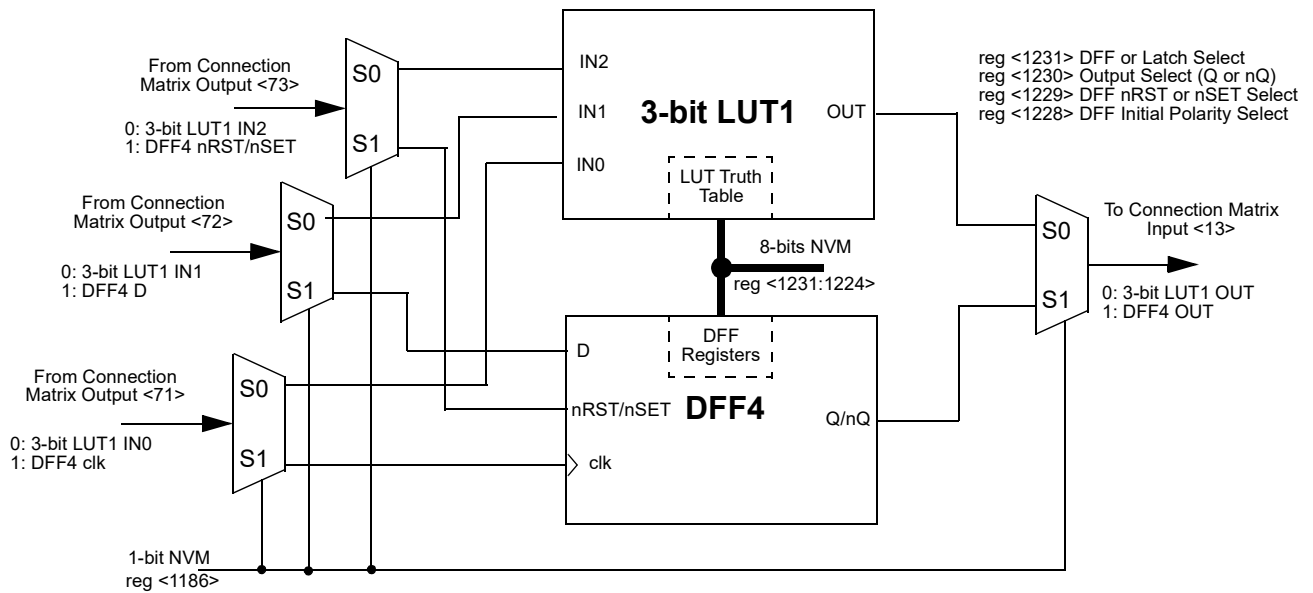 From Connection
Matrix Output <73>
S0
S1
0: 3-bit LUT1 IN2
1: DFF4 nRST/nSET
From Connection
Matrix Output <72>
S0
S1
0: 3-bit LUT1 IN1
1: DFF4 D
From Connection
Matrix Output <71>
S0
S1
0: 3-bit LUT1 IN0
1: DFF4 clk
1-bit NVM
reg <1186>
IN2
IN1
IN0
3-bit LUT1
OUT
LUT Truth
Table
8-bits NVM
reg <1231:1224>
DFF
Registers
D
nRST/nSET
DFF4
Q/nQ
clk
reg <1231> DFF or Latch Select
reg <1230> Output Select (Q or nQ)
reg <1229> DFF nRST or nSET Select
reg <1228> DFF Initial Polarity Select
S0
S1
To Connection Matrix
Input <13>
0: 3-bit LUT1 OUT
1: DFF4 OUT